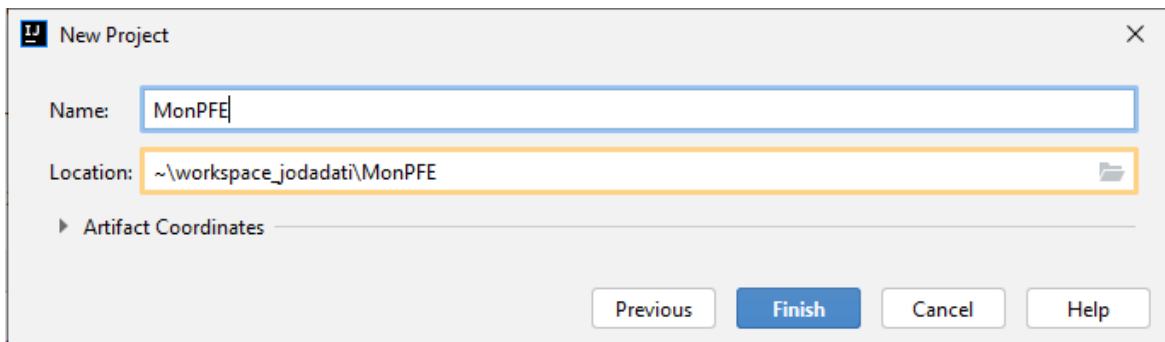 IJ New Project
Name: MonPFE
Location: ~\workspace_jodadati\MonPFE
Artifact Coordinates
Previous Finish Cancel Help